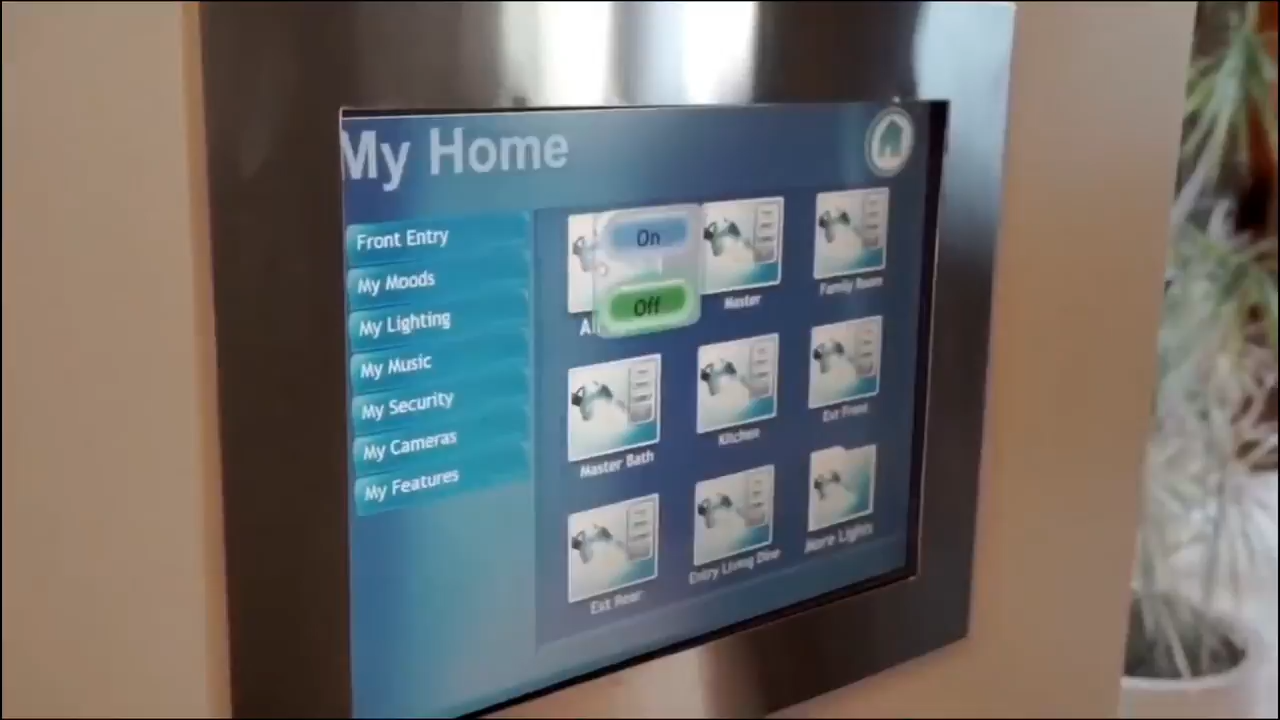 My Home
Front Entry
My Moods
My Lighting
My Music
My Security
My Cameras
My Features
On
Off
Master
Family Room
Master Bath
Kitchen
Ext Front
Ext Rear
Entry Living Dine
More Lights